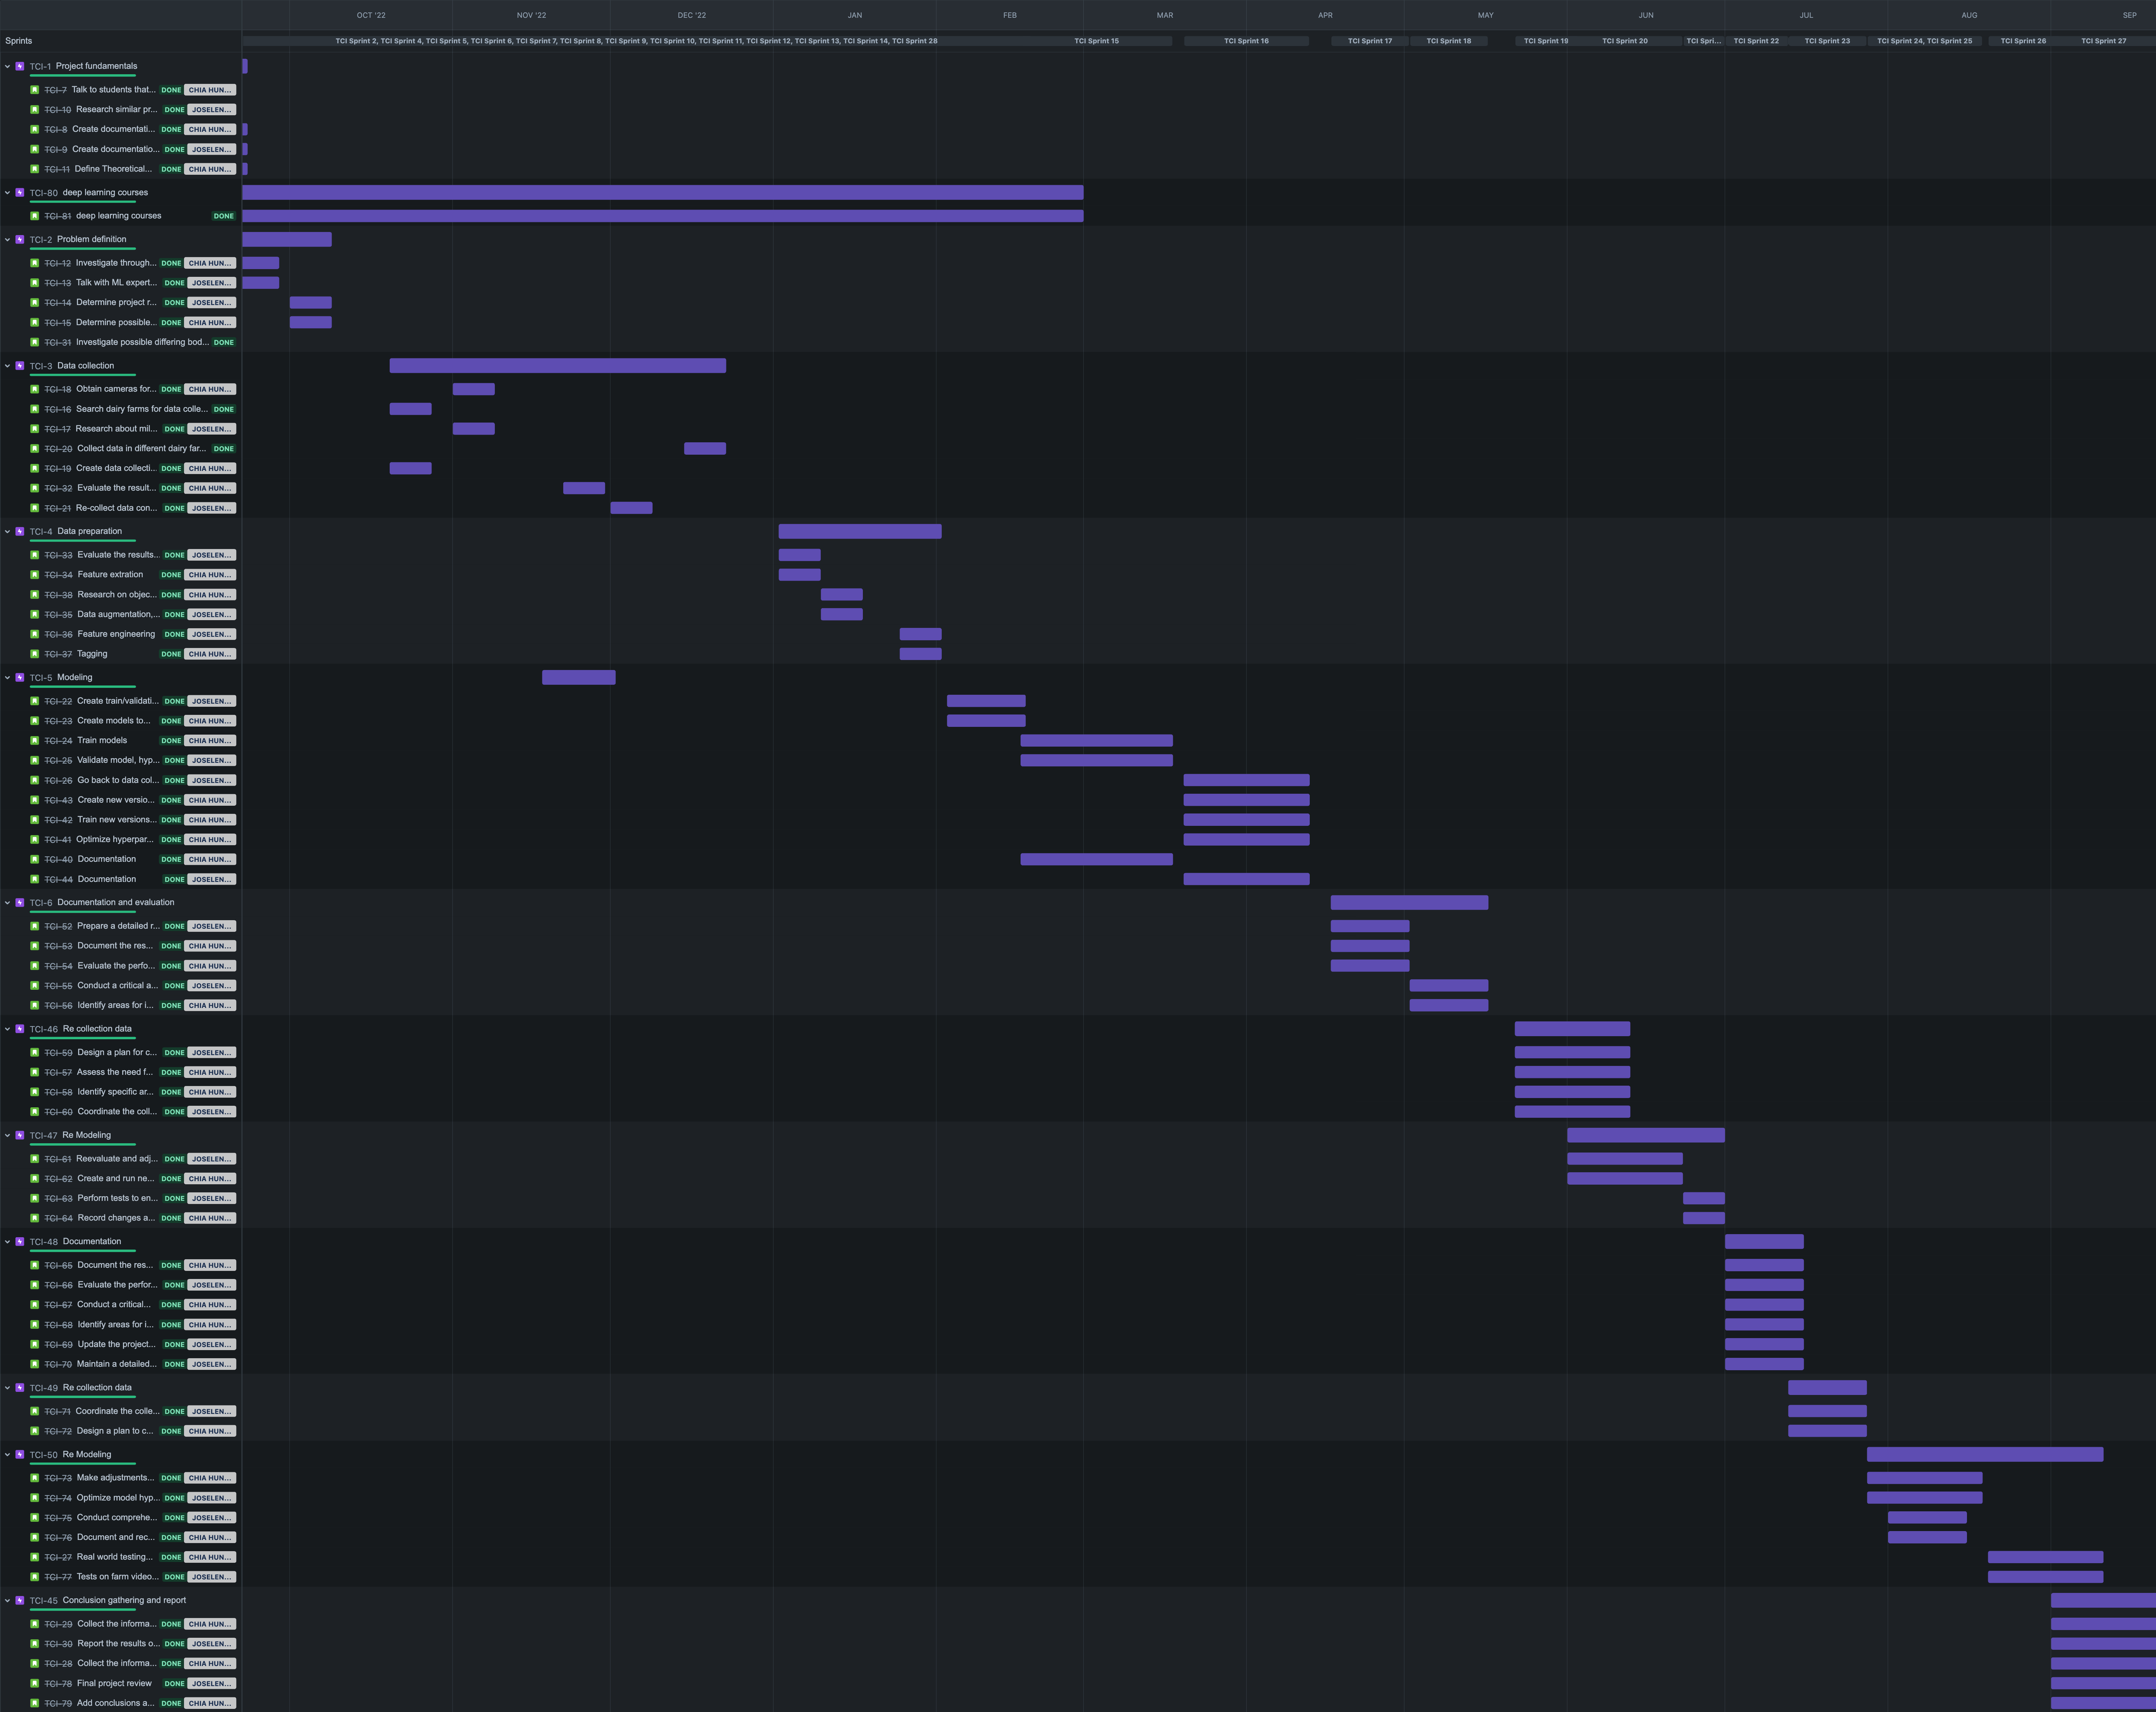 OCT '22 NOV '22 DEC '22 JAN FEB MAR APR MAY JUN JUL AUG SEP
Sprints TCI Sprint 2, TCI Sprint 4, TCI Sprint 5, TCI Sprint 6, TCI Sprint 7, TCI Sprint 8, TCI Sprint 9, TCI Sprint 10, TCI Sprint 11, TCI Sprint 12, TCI Sprint 13, TCI Sprint 14, TCI Sprint 28 TCI Sprint 15 TCI Sprint 16 TCI Sprint 17 TCI Sprint 18 TCI Sprint 19 TCI Sprint 20 TCI Spri... TCI Sprint 22 TCI Sprint 23 TCI Sprint 24, TCI Sprint 25 TCI Sprint 26 TCI Sprint 27
TCI-1 Project fundamentals
TCI-7 Talk to students that... DONE CHIA HUN...
TCI-10 Research similar pr... DONE JOSELEN...
TCI-8 Create documentati... DONE CHIA HUN...
TCI-9 Create documentatio... DONE JOSELEN...
TCI-11 Define Theoretical... DONE CHIA HUN...
TCI-80 deep learning courses
TCI-81 deep learning courses DONE
TCI-2 Problem definition
TCI-12 Investigate through... DONE CHIA HUN...
TCI-13 Talk with ML expert... DONE JOSELEN...
TCI-14 Determine project r... DONE JOSELEN...
TCI-15 Determine possible... DONE CHIA HUN...
TCI-31 Investigate possible differing bod... DONE
TCI-3 Data collection
TCI-18 Obtain cameras for... DONE CHIA HUN...
TCI-16 Search dairy farms for data colle... DONE
TCI-17 Research about mil... DONE JOSELEN...
TCI-20 Collect data in different dairy far... DONE
TCI-19 Create data collecti... DONE CHIA HUN...
TCI-32 Evaluate the result... DONE CHIA HUN...
TCI-21 Re-collect data con... DONE JOSELEN...
TCI-4 Data preparation
TCI-33 Evaluate the results... DONE JOSELEN...
TCI-34 Feature extration DONE CHIA HUN...
TCI-38 Research on objec... DONE CHIA HUN...
TCI-35 Data augmentation,... DONE JOSELEN...
TCI-36 Feature engineering DONE JOSELEN...
TCI-37 Tagging DONE CHIA HUN...
TCI-5 Modeling
TCI-22 Create train/validati... DONE JOSELEN...
TCI-23 Create models to... DONE CHIA HUN...
TCI-24 Train models DONE CHIA HUN...
TCI-25 Validate model, hyp... DONE JOSELEN...
TCI-26 Go back to data col... DONE JOSELEN...
TCI-43 Create new versio... DONE CHIA HUN...
TCI-42 Train new versions... DONE CHIA HUN...
TCI-41 Optimize hyperpar... DONE CHIA HUN...
TCI-40 Documentation DONE CHIA HUN...
TCI-44 Documentation DONE JOSELEN...
TCI-6 Documentation and evaluation
TCI-52 Prepare a detailed r... DONE JOSELEN...
TCI-53 Document the res... DONE CHIA HUN...
TCI-54 Evaluate the perfo... DONE CHIA HUN...
TCI-55 Conduct a critical a... DONE JOSELEN...
TCI-56 Identify areas for i... DONE CHIA HUN...
TCI-46 Re collection data
TCI-59 Design a plan for c... DONE JOSELEN...
TCI-57 Assess the need f... DONE CHIA HUN...
TCI-58 Identify specific ar... DONE CHIA HUN...
TCI-60 Coordinate the coll... DONE JOSELEN...
TCI-47 Re Modeling
TCI-61 Reevaluate and adj... DONE JOSELEN...
TCI-62 Create and run ne... DONE CHIA HUN...
TCI-63 Perform tests to en... DONE JOSELEN...
TCI-64 Record changes a... DONE CHIA HUN...
TCI-48 Documentation
TCI-65 Document the res... DONE CHIA HUN...
TCI-66 Evaluate the perfor... DONE JOSELEN...
TCI-67 Conduct a critical... DONE CHIA HUN...
TCI-68 Identify areas for i... DONE CHIA HUN...
TCI-69 Update the project... DONE JOSELEN...
TCI-70 Maintain a detailed... DONE JOSELEN...
TCI-49 Re collection data
TCI-71 Coordinate the colle... DONE JOSELEN...
TCI-72 Design a plan to c... DONE CHIA HUN...
TCI-50 Re Modeling
TCI-73 Make adjustments... DONE CHIA HUN...
TCI-74 Optimize model hyp... DONE JOSELEN...
TCI-75 Conduct comprehe... DONE JOSELEN...
TCI-76 Document and rec... DONE CHIA HUN...
TCI-27 Real world testing... DONE CHIA HUN...
TCI-77 Tests on farm video... DONE JOSELEN...
TCI-45 Conclusion gathering and report
TCI-29 Collect the informa... DONE CHIA HUN...
TCI-30 Report the results o... DONE JOSELEN...
TCI-28 Collect the informa... DONE CHIA HUN...
TCI-78 Final project review DONE JOSELEN...
TCI-79 Add conclusions a... DONE CHIA HUN...